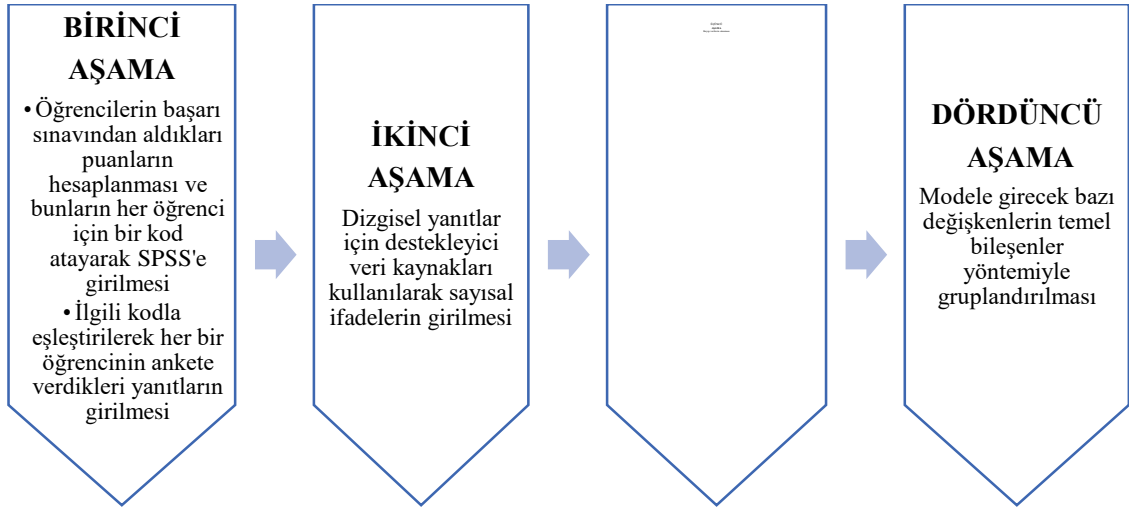 BİRİNCİ
AŞAMA
• Öğrencilerin başarı
sınavından aldıkları
puanların
hesaplanması ve
bunların her öğrenci
için bir kod
atayarak SPSS'e
girilmesi
• İlgili kodla
eşleştirilerek her bir
öğrencinin ankete
verdikleri yanıtların
girilmesi
İKİNCİ
AŞAMA
Dizgisel yanıtlar
için destekleyici
veri kaynakları
kullanılarak sayısal
ifadelerin girilmesi
DÖRDÜNCÜ
AŞAMA
Modele girecek bazı
değişkenlerin temel
bileşenler
yöntemiyle
gruplandırılması